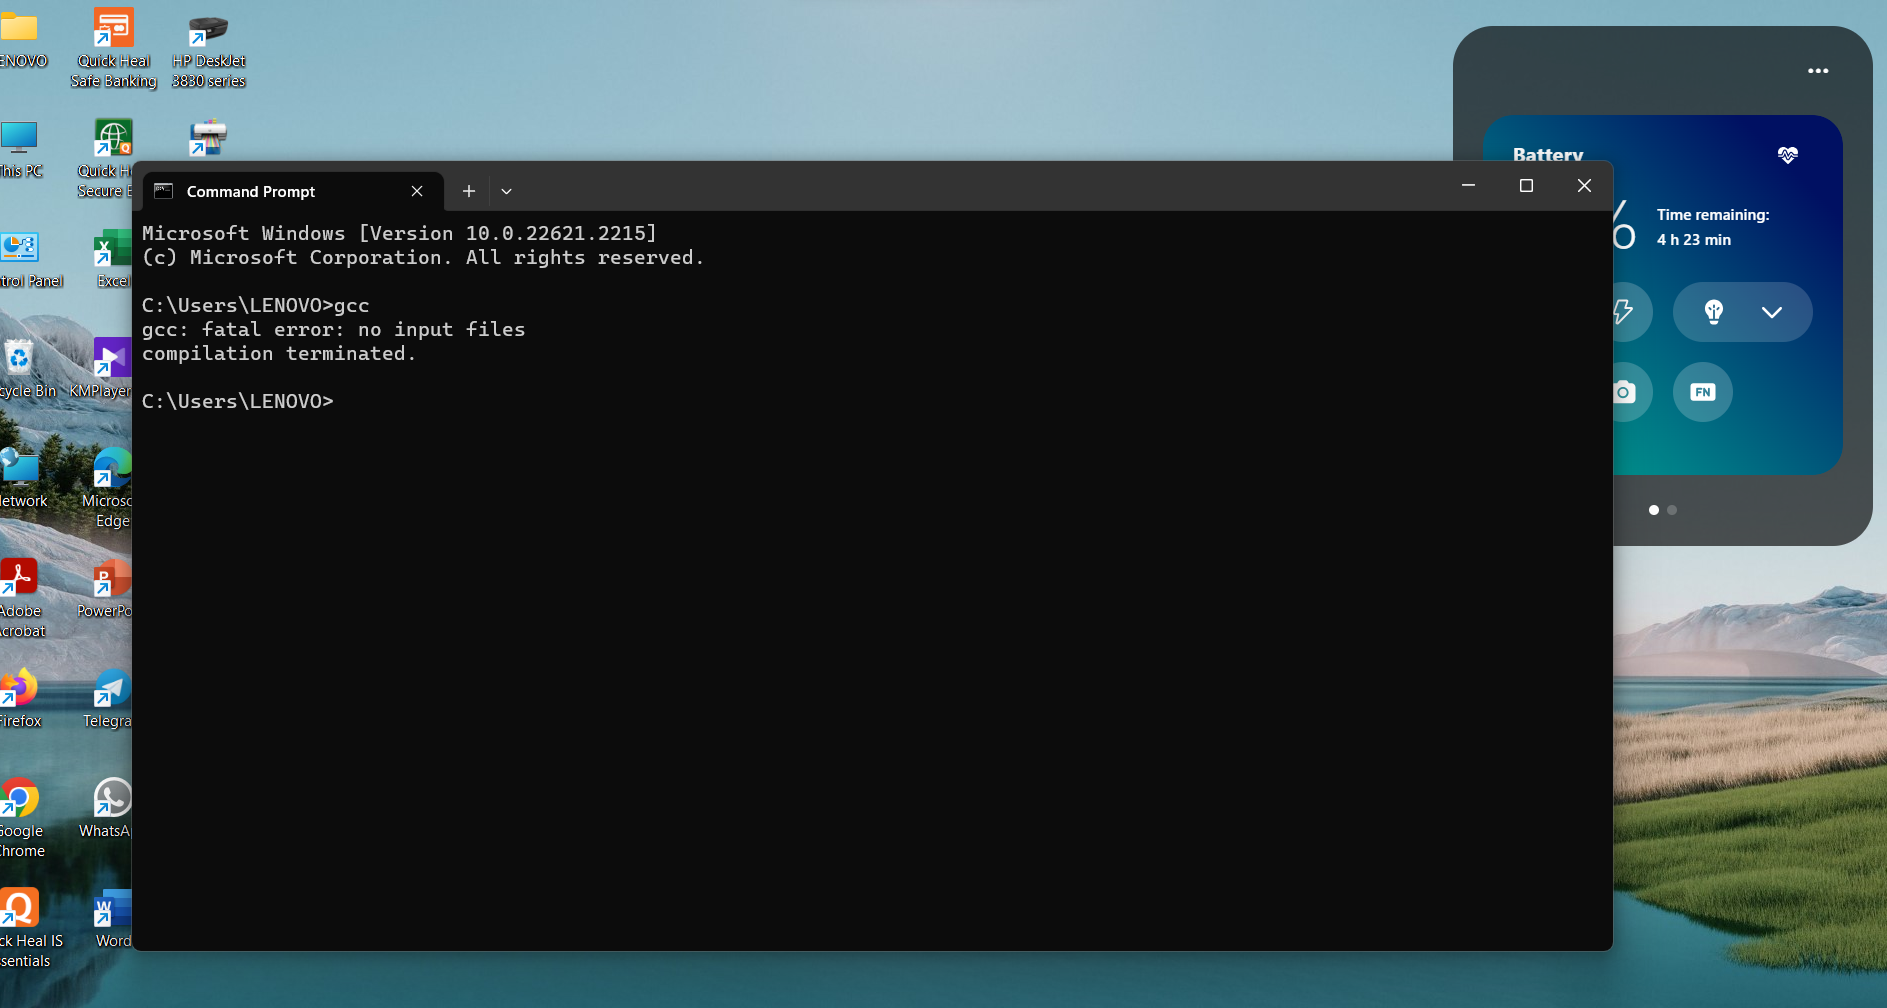 ENOVO
Quick Heal
Safe Banking
HP DeskJet
3830 series
This PC
Quick H
Secure
trol Panel
Excel
cycle Bin
KMPlayer
Network
Microso
Edge
Adobe
Acrobat
PowerPo
Firefox
Telegra
Google
Chrome
WhatsA
ck Heal IS
sentials
Word
Command Prompt
Microsoft Windows [Version 10.0.22621.2215]
(c) Microsoft Corporation. All rights reserved.
C:\Users\LENOVO>gcc
gcc: fatal error: no input files
compilation terminated.
C:\Users\LENOVO>
Battery
%
Time remaining:
4 h 23 min
FN